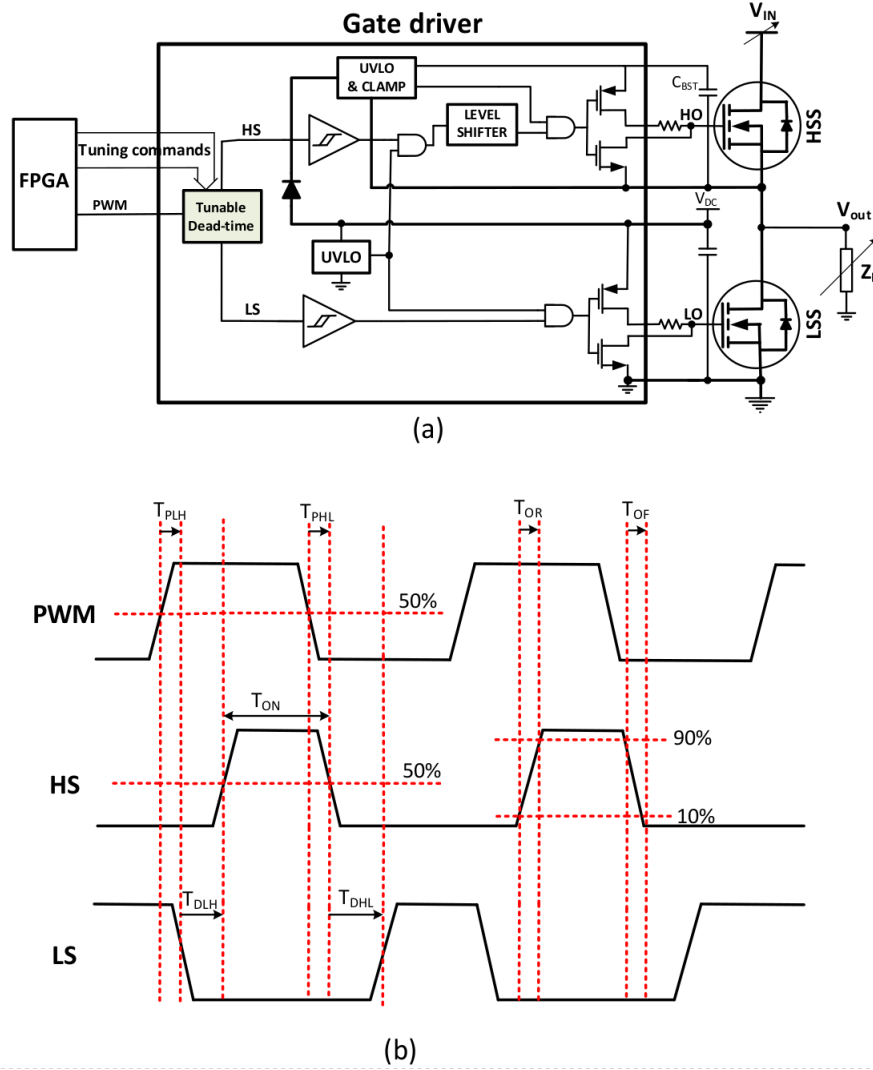 Gate driver
V_IN
UVLO
& CLAMP
C_BST
LEVEL
SHIFTER
HS
HO
HSS
FPGA
Tuning commands
PWM
Tunable
Dead-time
V_DC
V_out
UVLO
LS
LO
LSS
(a)
T_PLH
T_PHL
T_OR
T_OF
PWM
50%
T_ON
HS
50%
90%
10%
T_DLH
T_DHL
LS
(b)